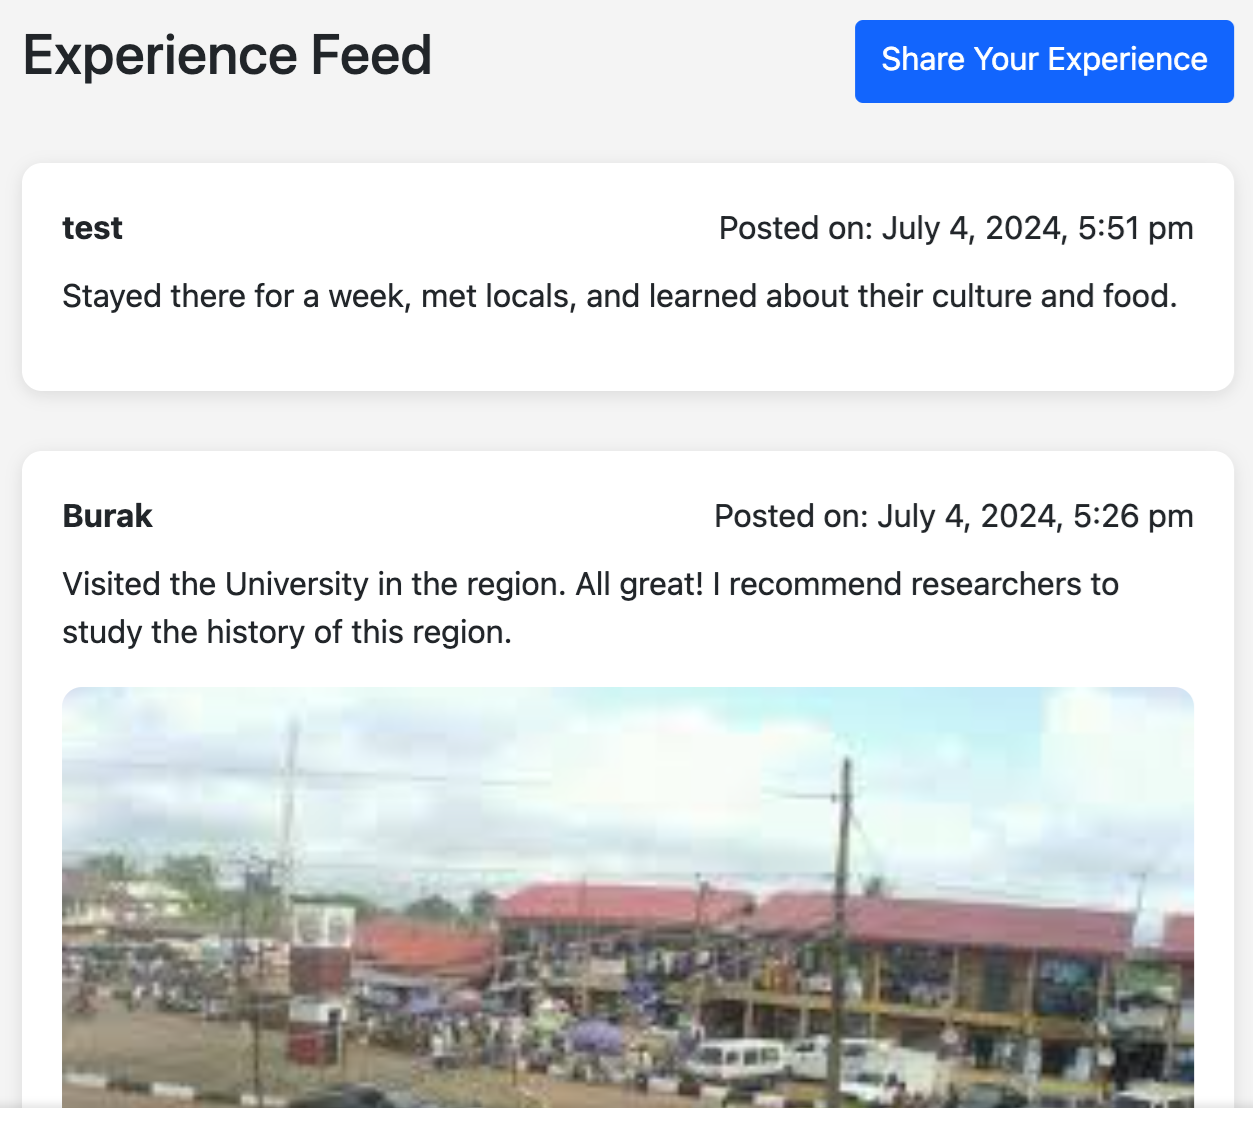 Experience Feed
Share Your Experience
test
Posted on: July 4, 2024, 5:51 pm
Stayed there for a week, met locals, and learned about their culture and food.
Burak
Posted on: July 4, 2024, 5:26 pm
Visited the University in the region. All great! I recommend researchers to
study the history of this region.